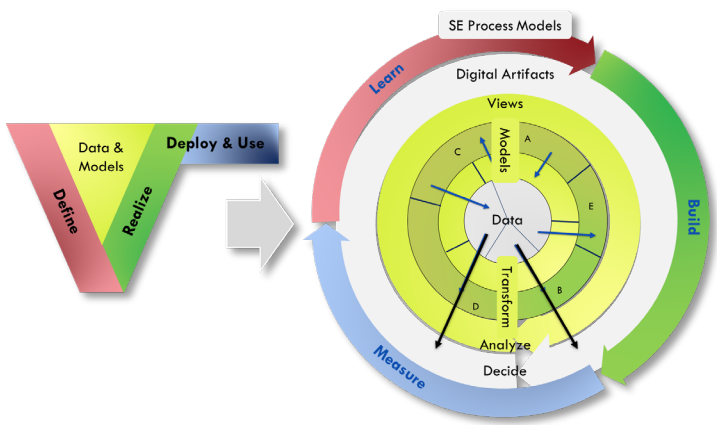 SE Process Models
Learn
Digital Artifacts
Views
Models
A
C
E
Data
Build
Transform
B
D
Analyze
Decide
Measure
Data &
Models
Deploy & Use
Define
Realize